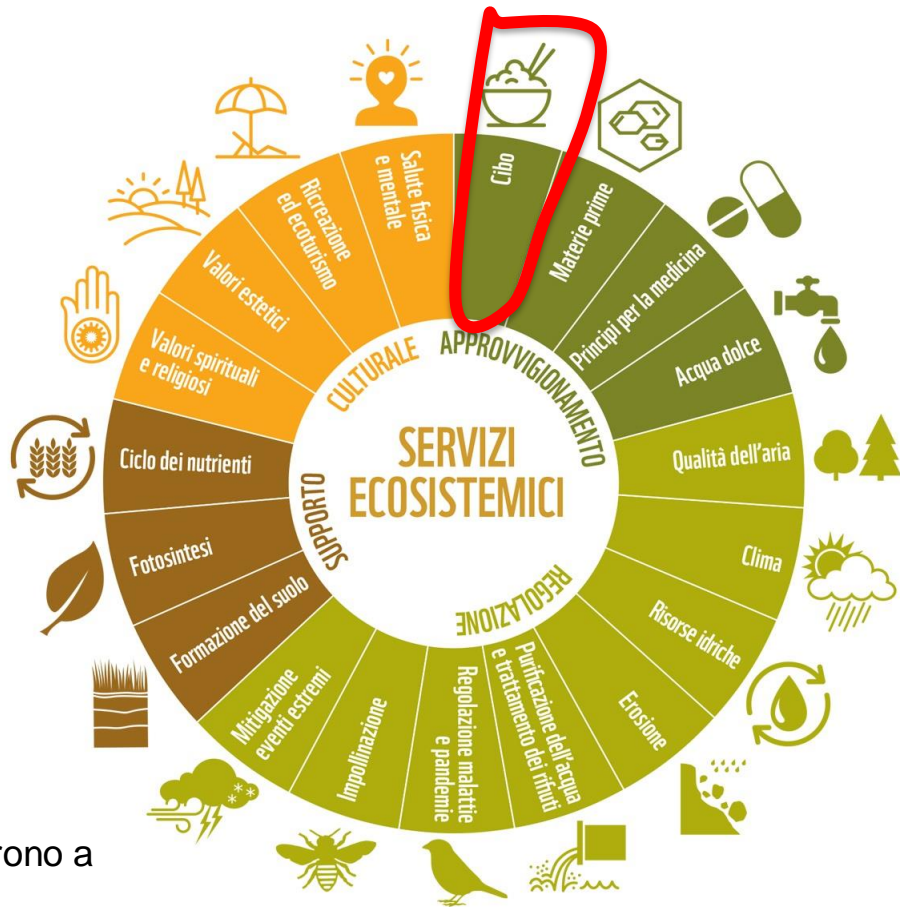 Cibo
Materie prime
Principi per la medicina
Acqua dolce
Qualità dell'aria
Clima
Risorse idriche
Erosione
Purificazione dell'acqua
e trattamento dei rifiuti
Regolazione malattie
e pandemie
Impollinazione
Mitigazione
eventi estremi
Formazione del suolo
Fotosintesi
Ciclo dei nutrienti
Valori spirituali
e religiosi
Valori estetici
Ricreazione
ed ecoturismo
Salute fisica
e mentale
CULTURALE
APPROVVIGIONAMENTO
SUPPORTO
REGOLAZIONE
SERVIZI
ECOSISTEMICI
rono a